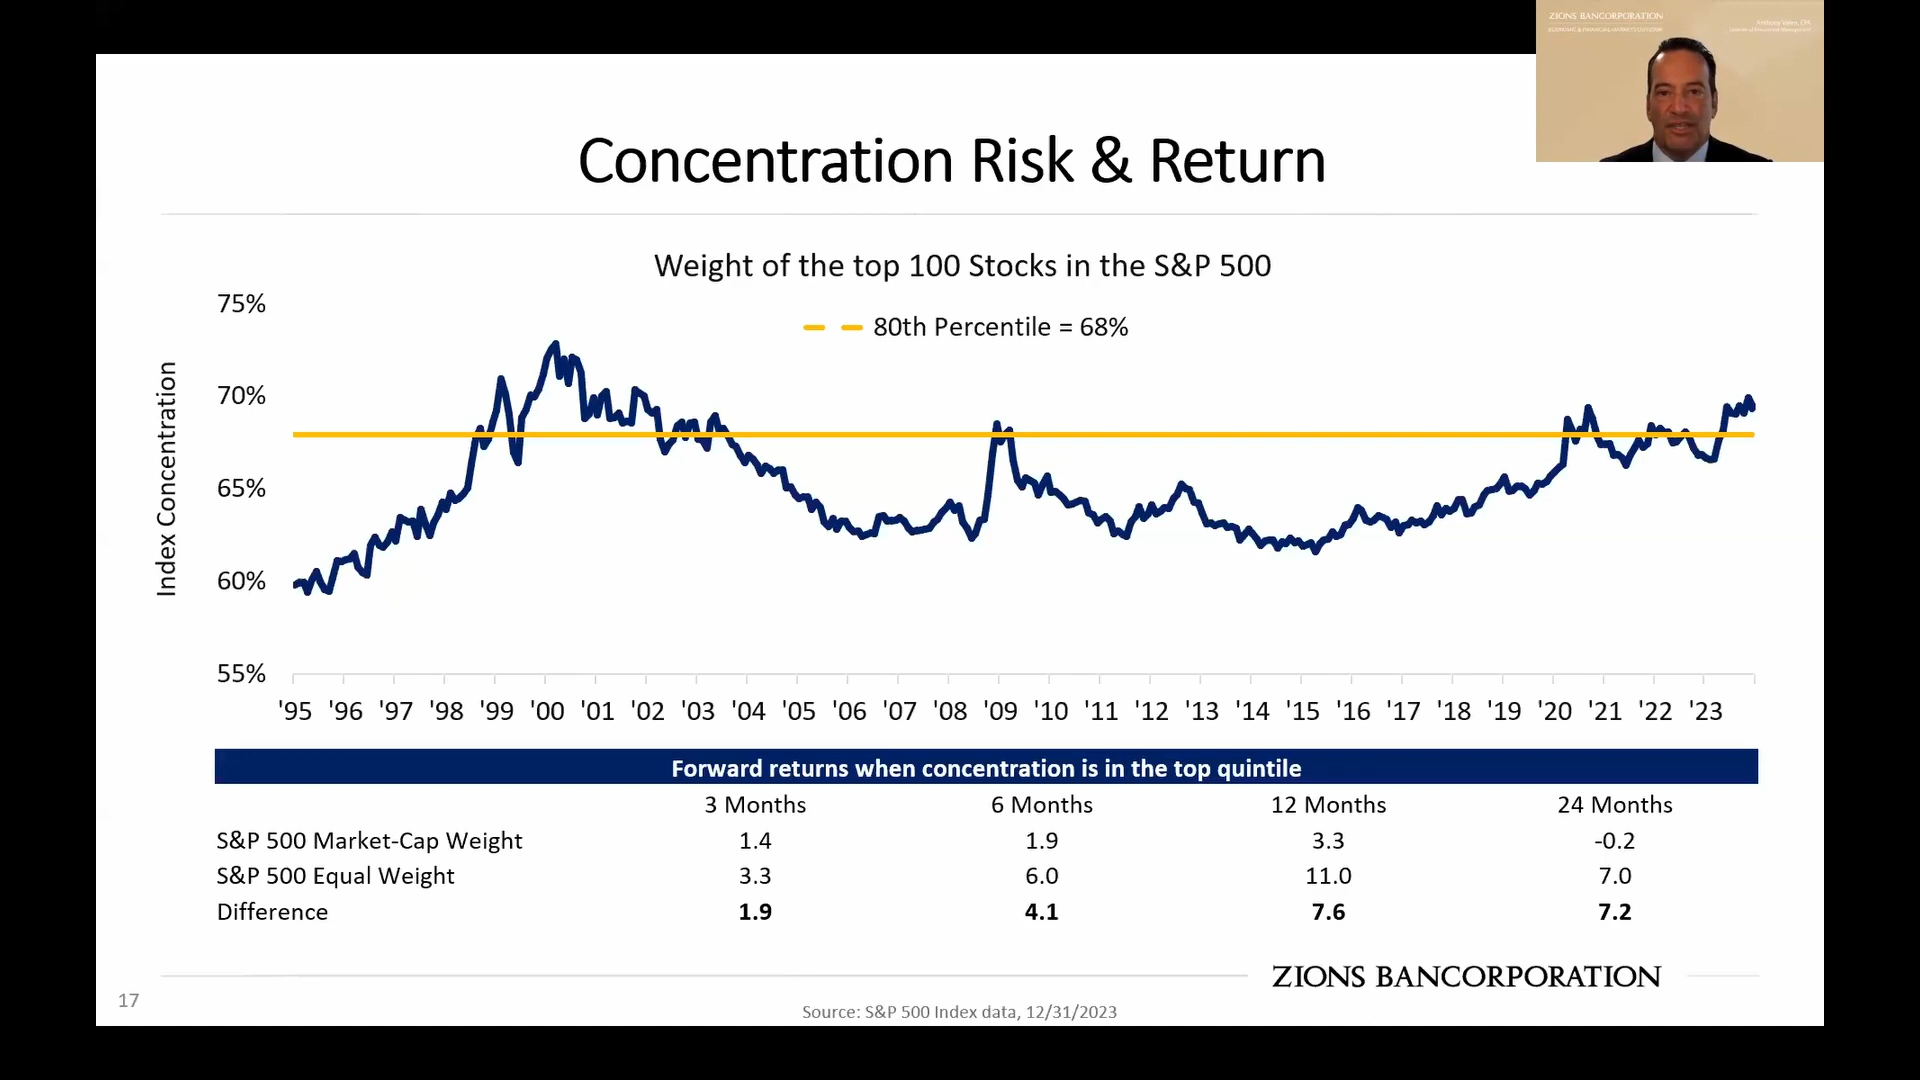 ZIONS BANCORPORATION
Concentration Risk & Return
Weight of the top 100 Stocks in the S&P 500
80th Percentile = 68%
Index Concentration
75%
70%
65%
60%
55%
'95 '96 '97 '98 '99 '00 '01 '02 '03 '04 '05 '06 '07 '08 '09 '10 '11 '12 '13 '14 '15 '16 '17 '18 '19 '20 '21 '22 '23
Forward returns when concentration is in the top quintile
3 Months 6 Months 12 Months 24 Months
S&P 500 Market-Cap Weight 1.4 1.9 3.3 -0.2
S&P 500 Equal Weight 3.3 6.0 11.0 7.0
Difference 1.9 4.1 7.6 7.2
ZIONS BANCORPORATION
17
Source: S&P 500 Index data, 12/31/2023